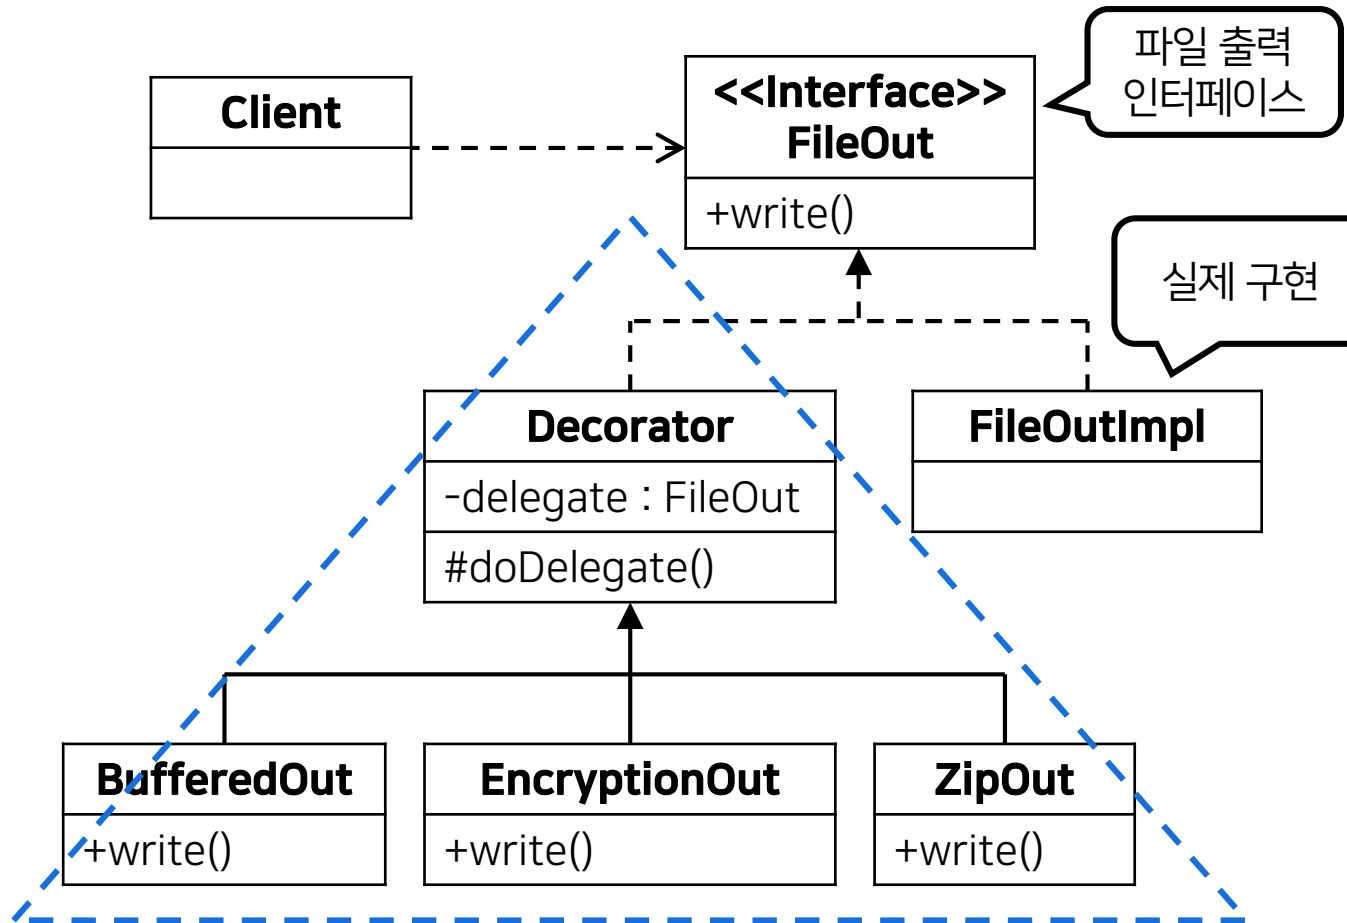 파일 출력
인터페이스
Client
<<Interface>>
FileOut
+write()
실제 구현
Decorator
-delegate : FileOut
#doDelegate()
FileOutImpl
BufferedOut
+write()
EncryptionOut
+write()
ZipOut
+write()